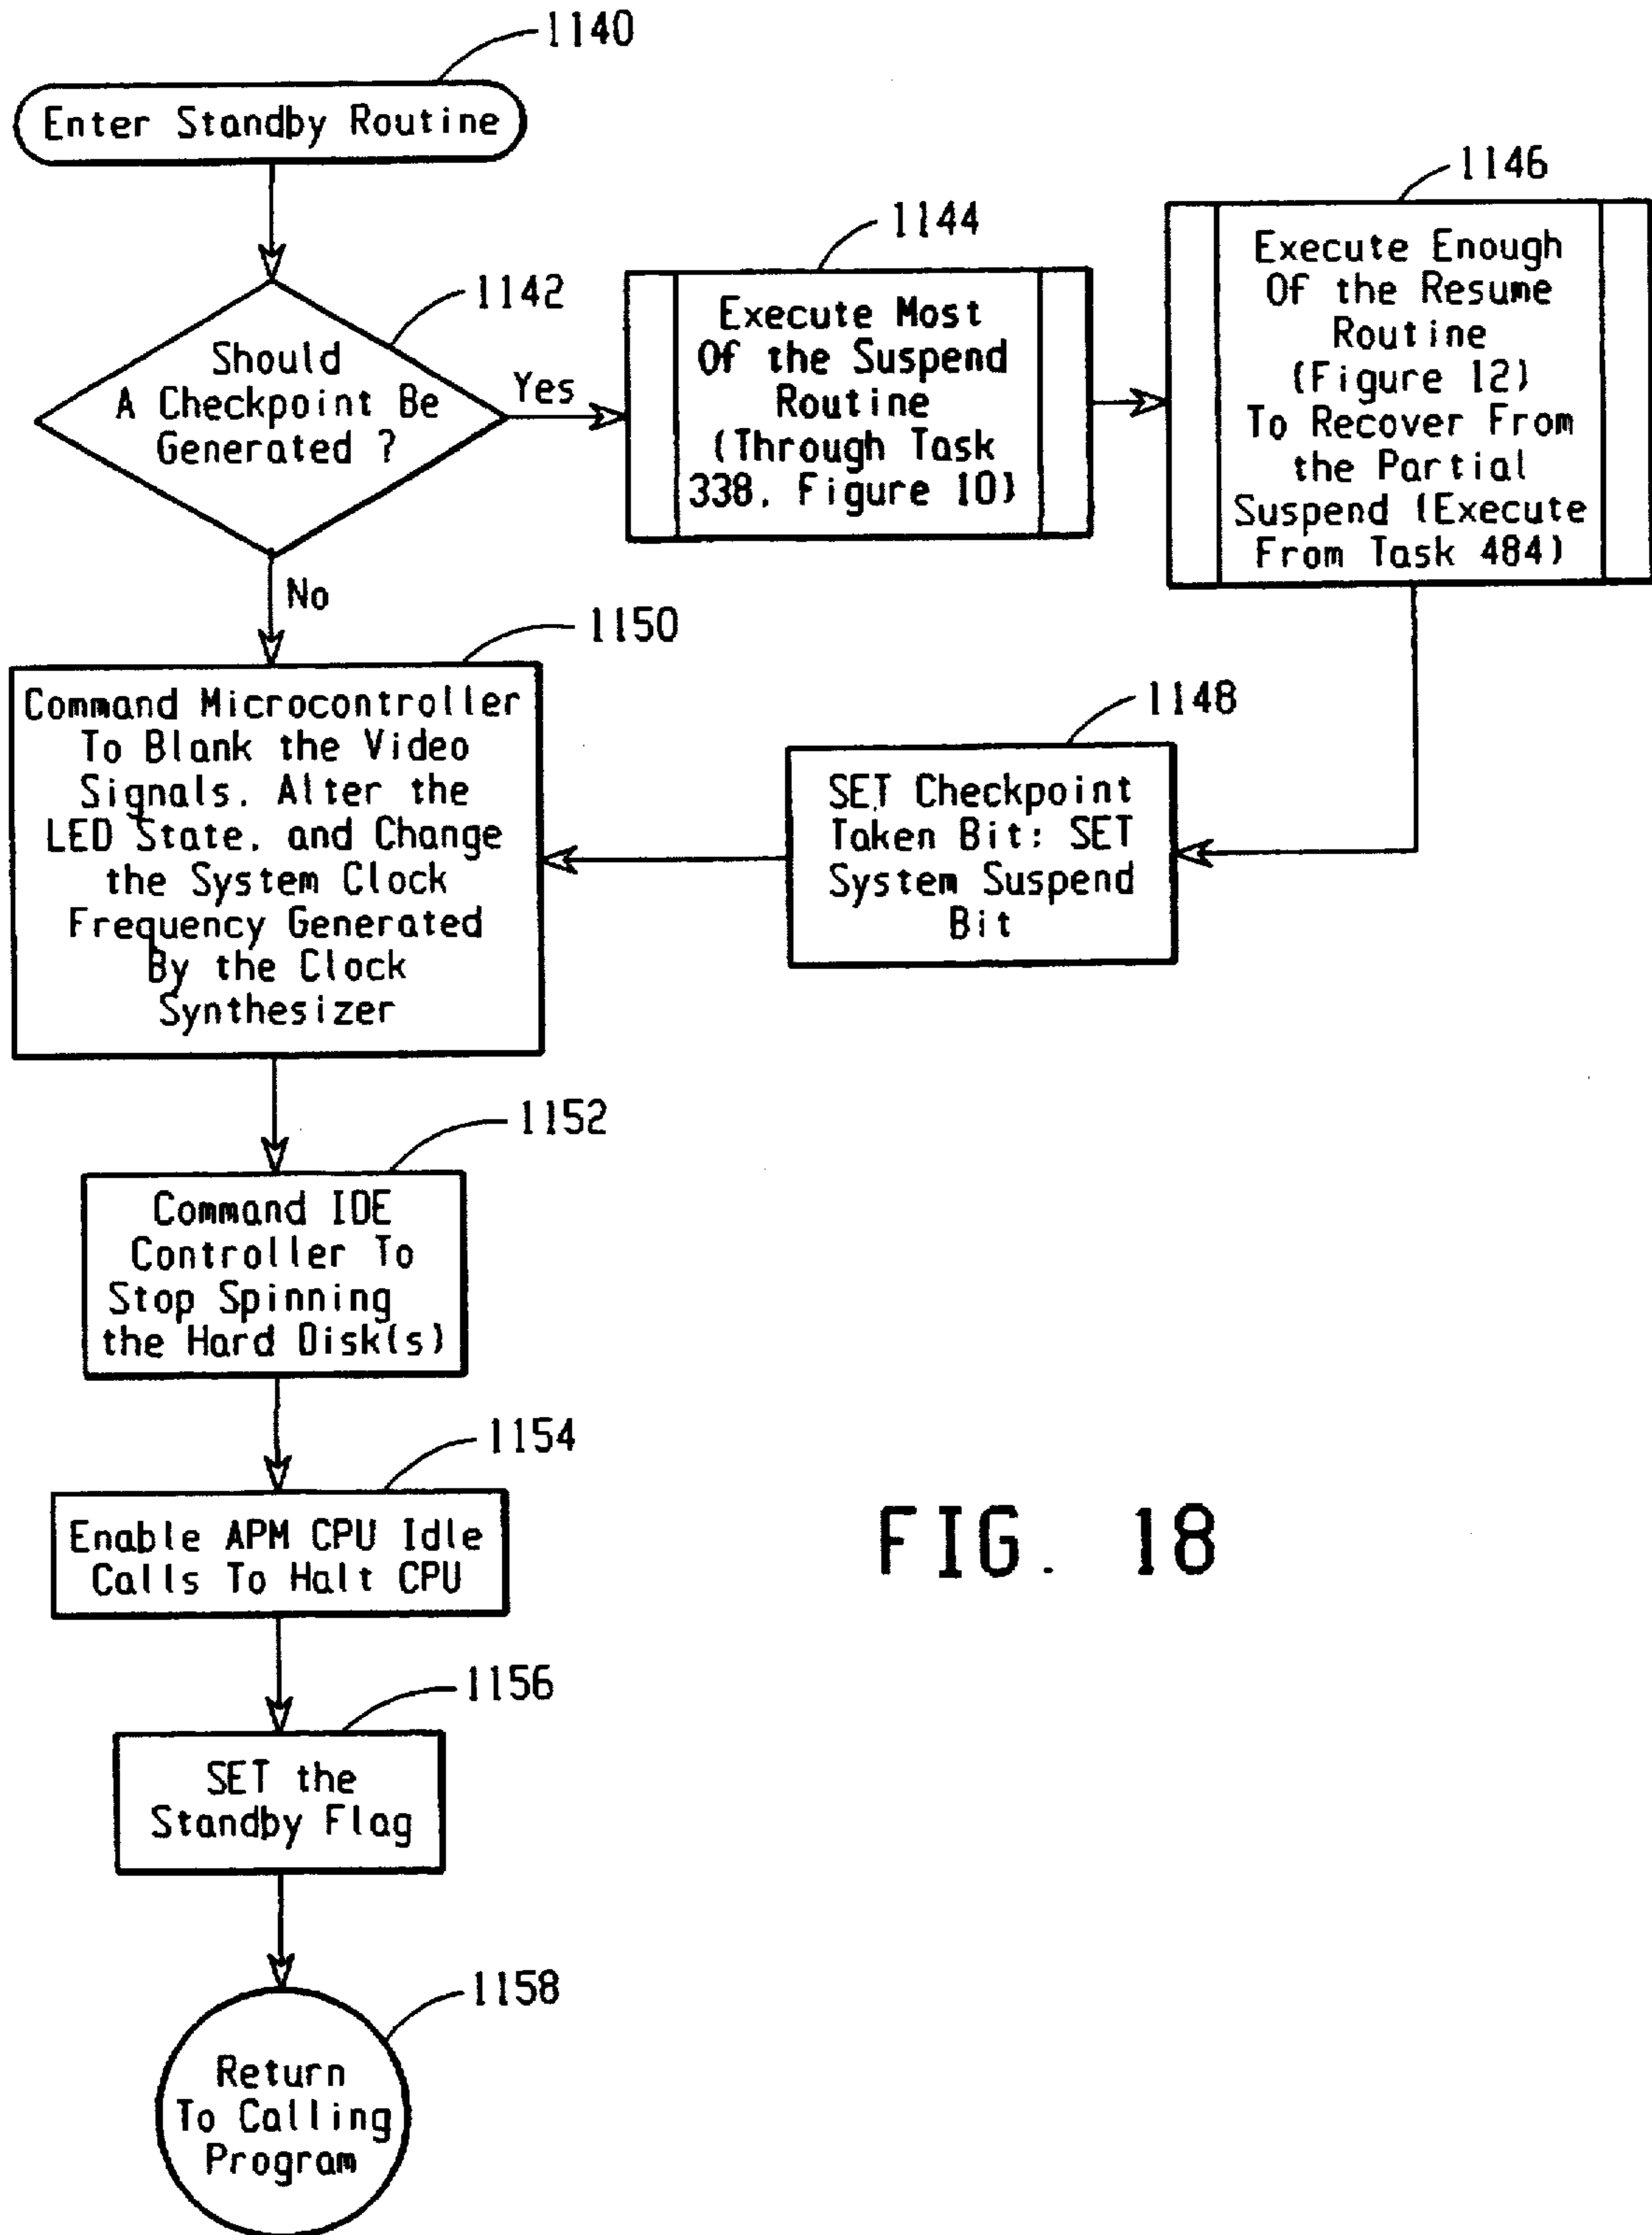 1140
Enter Standby Routine
1142
Should
A Checkpoint Be
Generated ?
Yes
No
1144
Execute Most
Of the Suspend
Routine
(Through Task
338, Figure 10)
1146
Execute Enough
Of the Resume
Routine
(Figure 12)
To Recover From
the Partial
Suspend (Execute
From Task 484)
1148
SET Checkpoint
Taken Bit; SET
System Suspend
Bit
1150
Command Microcontroller
To Blank the Video
Signals, Alter the
LED State, and Change
the System Clock
Frequency Generated
By the Clock
Synthesizer
1152
Command IDE
Controller To
Stop Spinning
the Hard Disk(s)
1154
Enable APM CPU Idle
Calls To Halt CPU
1156
SET the
Standby Flag
1158
Return
To Calling
Program
FIG. 18